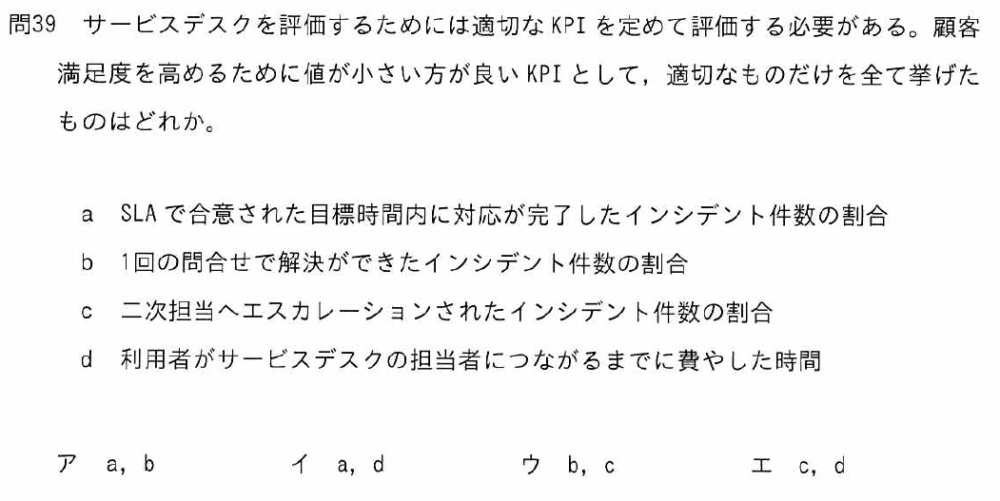 問39　サービスデスクを評価するためには適切なKPIを定めて評価する必要がある。顧客
満足度を高めるために値が小さい方が良いKPIとして，適切なものだけを全て挙げた
ものはどれか。
a　SLAで合意された目標時間内に対応が完了したインシデント件数の割合
b　1回の問合せで解決ができたインシデント件数の割合
c　二次担当へエスカレーションされたインシデント件数の割合
d　利用者がサービスデスクの担当者につながるまでに費やした時間
ア　a，b　イ　a，d　ウ　b，c　エ　c，d